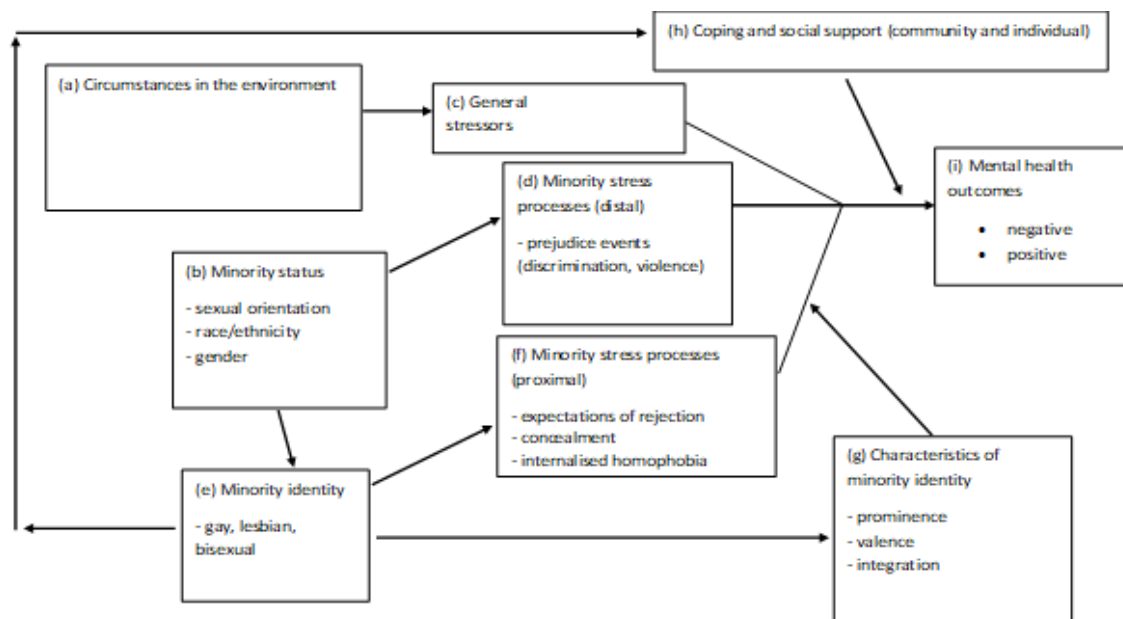 (h) Coping and social support (community and individual)
(a) Circumstances in the environment
(c) General
stressors
(d) Minority stress
processes (distal)
- prejudice events
(discrimination, violence)
(i) Mental health
outcomes
• negative
• positive
(b) Minority status
- sexual orientation
- race/ethnicity
- gender
(f) Minority stress processes
(proximal)
- expectations of rejection
- concealment
- internalised homophobia
(e) Minority identity
- gay, lesbian,
bisexual
(g) Characteristics of
minority identity
- prominence
- valence
- integration